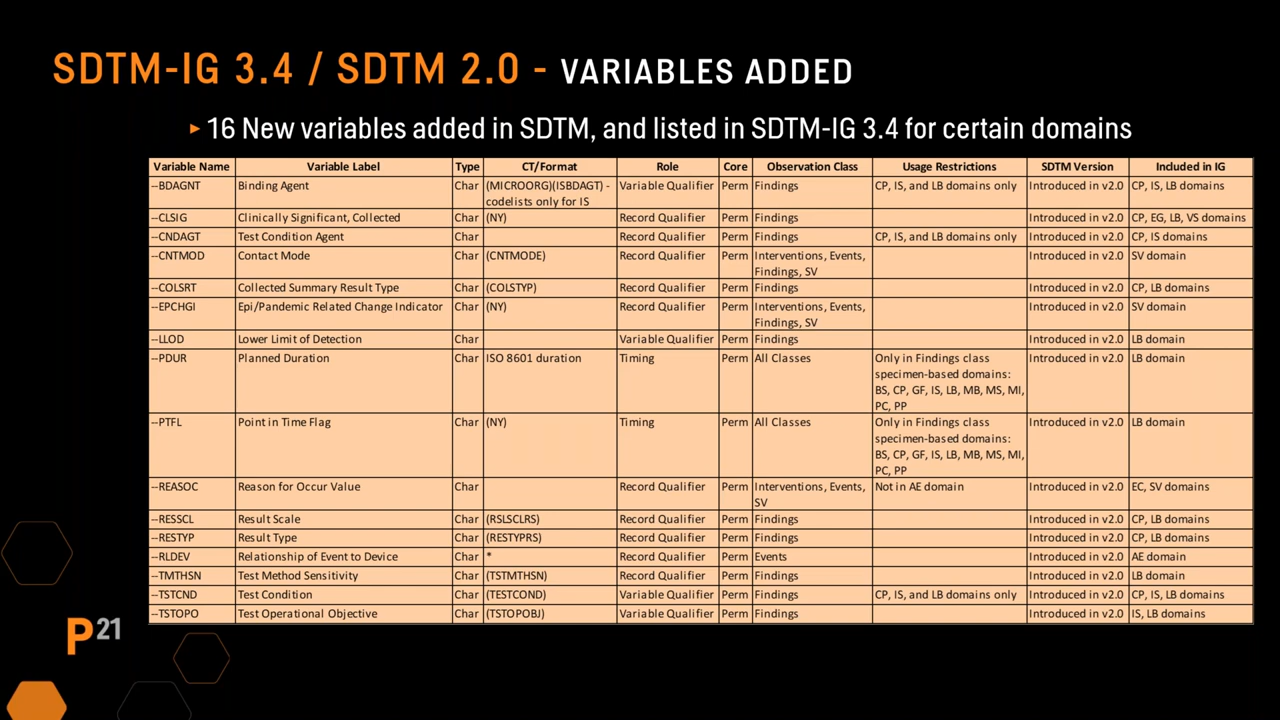 SDTM-IG 3.4 / SDTM 2.0 - VARIABLES ADDED
▸ 16 New variables added in SDTM, and listed in SDTM-IG 3.4 for certain domains
Variable Name Variable Label Type CT/Format Role Core Observation Class Usage Restrictions SDTM Version Included in IG
--BDAGNT Binding Agent Char (MICROORG)(ISBDAGT) - Variable Qualifier Perm Findings CP, IS, and LB domains only Introduced in v2.0 CP, IS, LB domains
codelists only for IS
--CLSIG Clinically Significant, Collected Char (NY) Record Qualifier Perm Findings Introduced in v2.0 CP, EG, LB, VS domains
--CNDAGT Test Condition Agent Char Record Qualifier Perm Findings CP, IS, and LB domains only Introduced in v2.0 CP, IS domains
--CNTMOD Contact Mode Char (CNTMODE) Record Qualifier Perm Interventions, Events, Introduced in v2.0 SV domain
Findings, SV
--COLSRT Collected Summary Result Type Char (COLSTYP) Record Qualifier Perm Findings Introduced in v2.0 CP, LB domains
--EPCHGI Epi/Pandemic Related Change Indicator Char (NY) Record Qualifier Perm Interventions, Events, Introduced in v2.0 SV domain
Findings, SV
--LLOD Lower Limit of Detection Char Variable Qualifier Perm Findings Introduced in v2.0 LB domain
--PDUR Planned Duration Char ISO 8601 duration Timing Perm All Classes Only in Findings class Introduced in v2.0 LB domain
specimen-based domains:
BS, CP, GF, IS, LB, MB, MS, MI,
PC, PP
--PTFL Point in Time Flag Char (NY) Timing Perm All Classes Only in Findings class Introduced in v2.0 LB domain
specimen-based domains:
BS, CP, GF, IS, LB, MB, MS, MI,
PC, PP
--REASOC Reason for Occur Value Char Record Qualifier Perm Interventions, Events, Not in AE domain Introduced in v2.0 EC, SV domains
SV
--RESSCL Result Scale Char (RSLSCLRS) Record Qualifier Perm Findings Introduced in v2.0 CP, LB domains
--RESTYP Result Type Char (RESTYPRS) Record Qualifier Perm Findings Introduced in v2.0 CP, LB domains
--RLDEV Relationship of Event to Device Char * Record Qualifier Perm Events Introduced in v2.0 AE domain
--TMTHSN Test Method Sensitivity Char (TSTMTHSN) Record Qualifier Perm Findings Introduced in v2.0 LB domain
--TSTCND Test Condition Char (TESTCOND) Variable Qualifier Perm Findings CP, IS, and LB domains only Introduced in v2.0 CP, IS, LB domains
--TSTOPO Test Operational Objective Char (TSTOPOBJ) Variable Qualifier Perm Findings Introduced in v2.0 IS, LB domains
P21